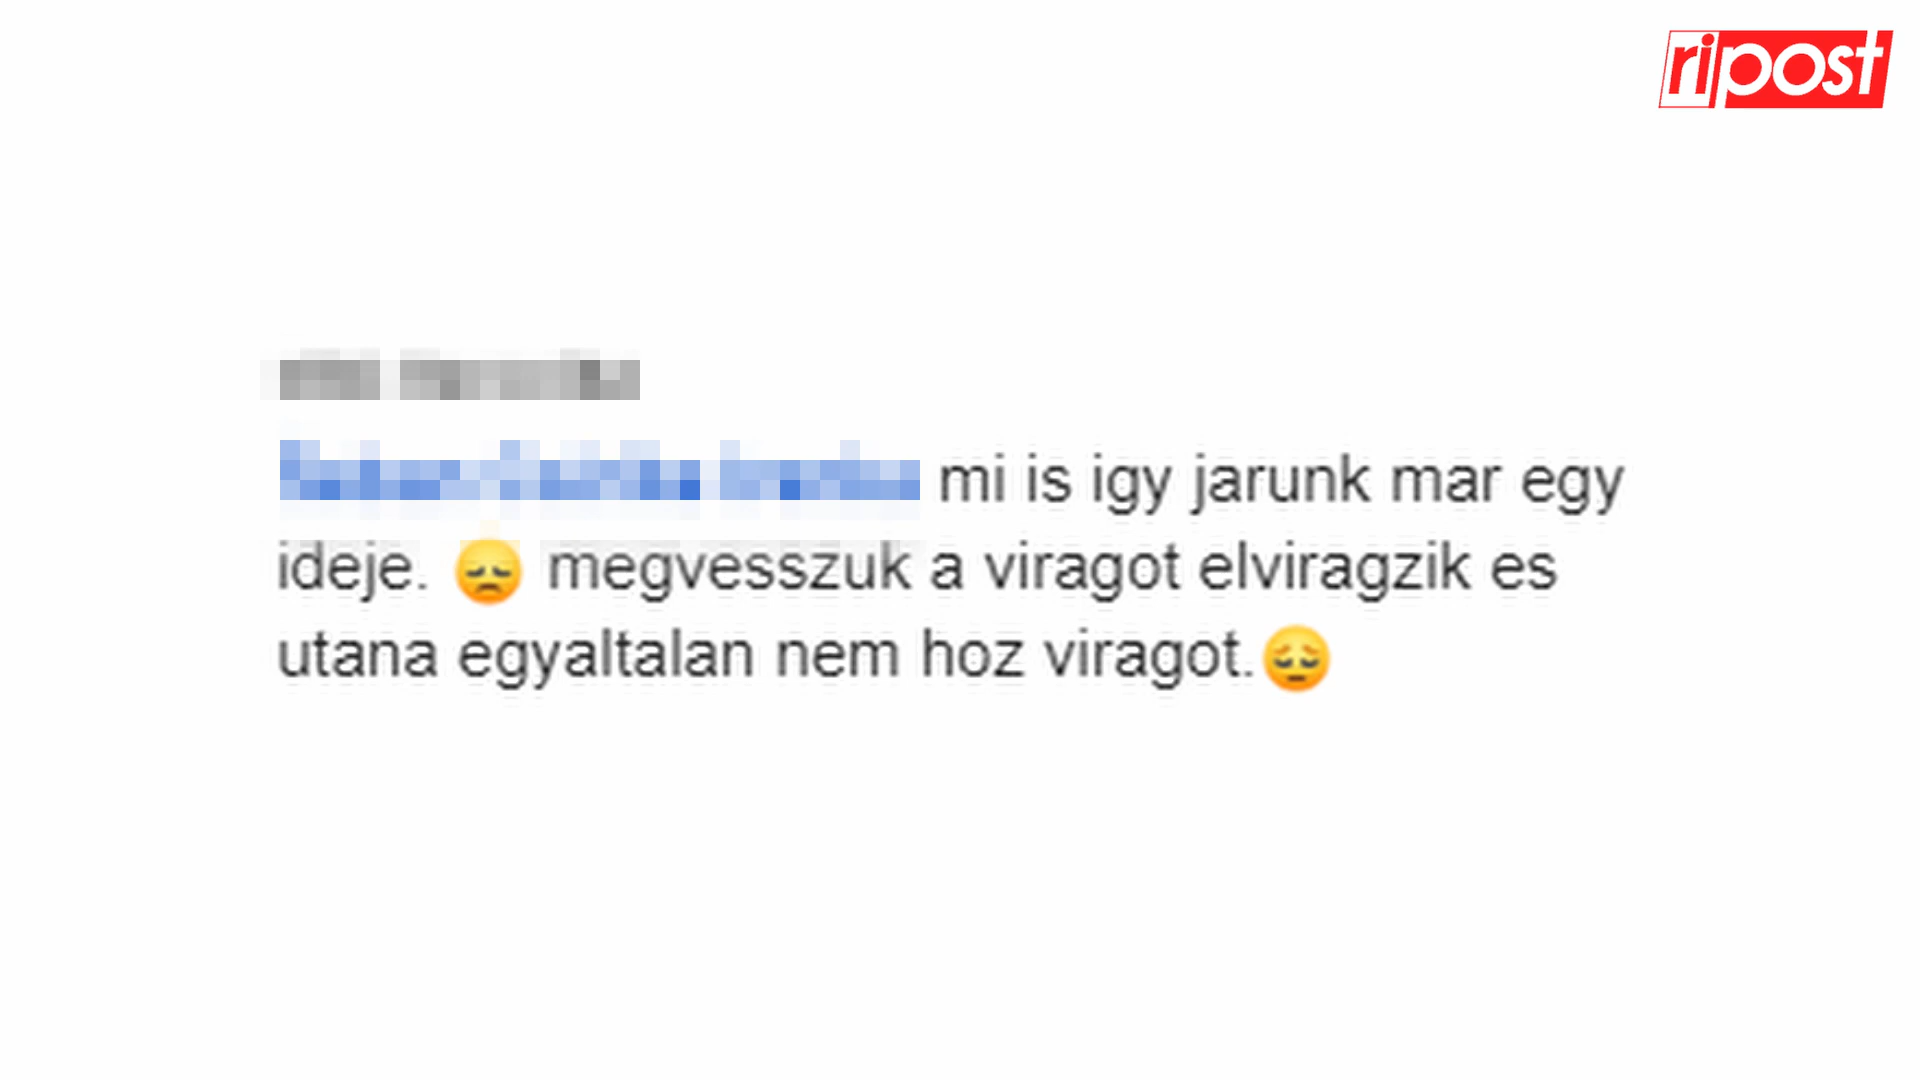 ripost
mi is igy jarunk mar egy
ideje. 😞 megvesszuk a viragot elviragzik es
utana egyaltalan nem hoz viragot.😔